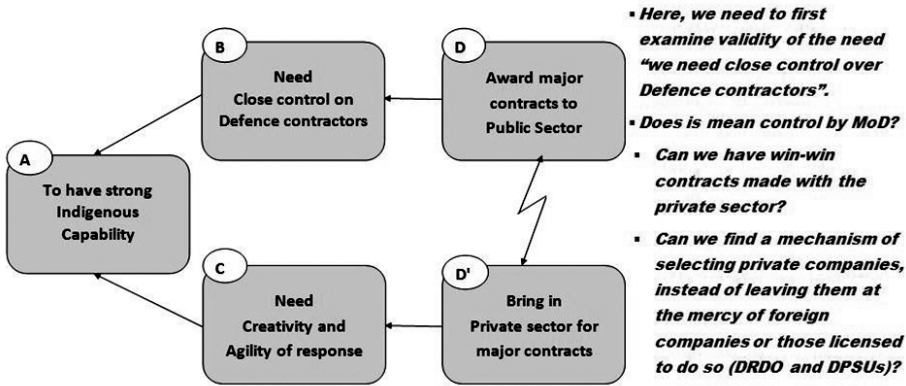 A
To have strong
Indigenous
Capability
B
Need
Close control on
Defence contractors
C
Need
Creativity and
Agility of response
D
Award major
contracts to
Public Sector
D'
Bring in
Private sector for
major contracts
▪ Here, we need to first
examine validity of the need
“we need close control over
Defence contractors”.
▪ Does is mean control by MoD?
▪ Can we have win-win
contracts made with the
private sector?
▪ Can we find a mechanism of
selecting private companies,
instead of leaving them at
the mercy of foreign
companies or those licensed
to do so (DRDO and DPSUs)?